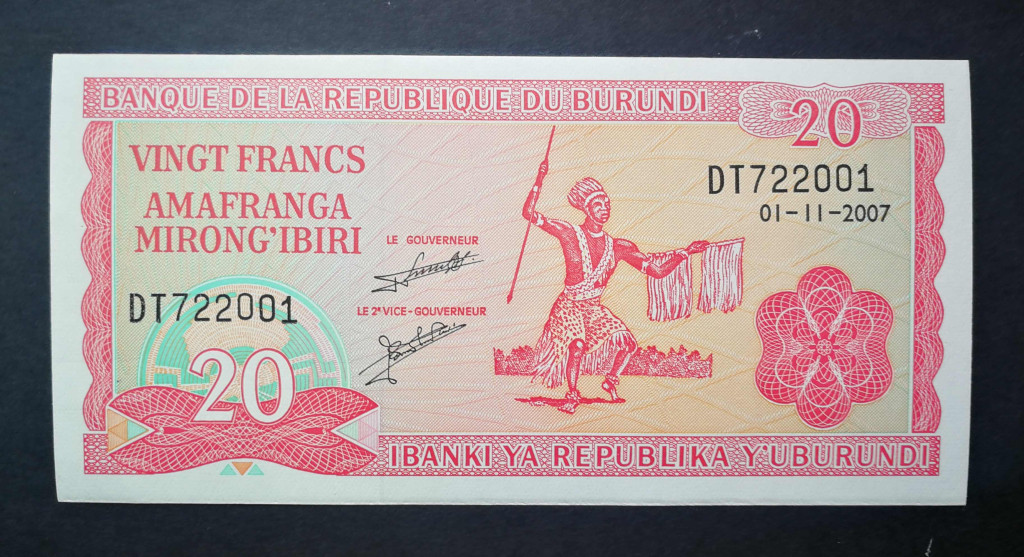 BANQUE DE LA REPUBLIQUE DU BURUNDI
20
VINGT FRANCS
AMAFRANGA
MIRONG'IBIRI
DT722001
01-11-2007
LE GOUVERNEUR
LE 2e VICE-GOUVERNEUR
DT722001
20
IBANKI YA REPUBLIKA Y'UBURUNDI